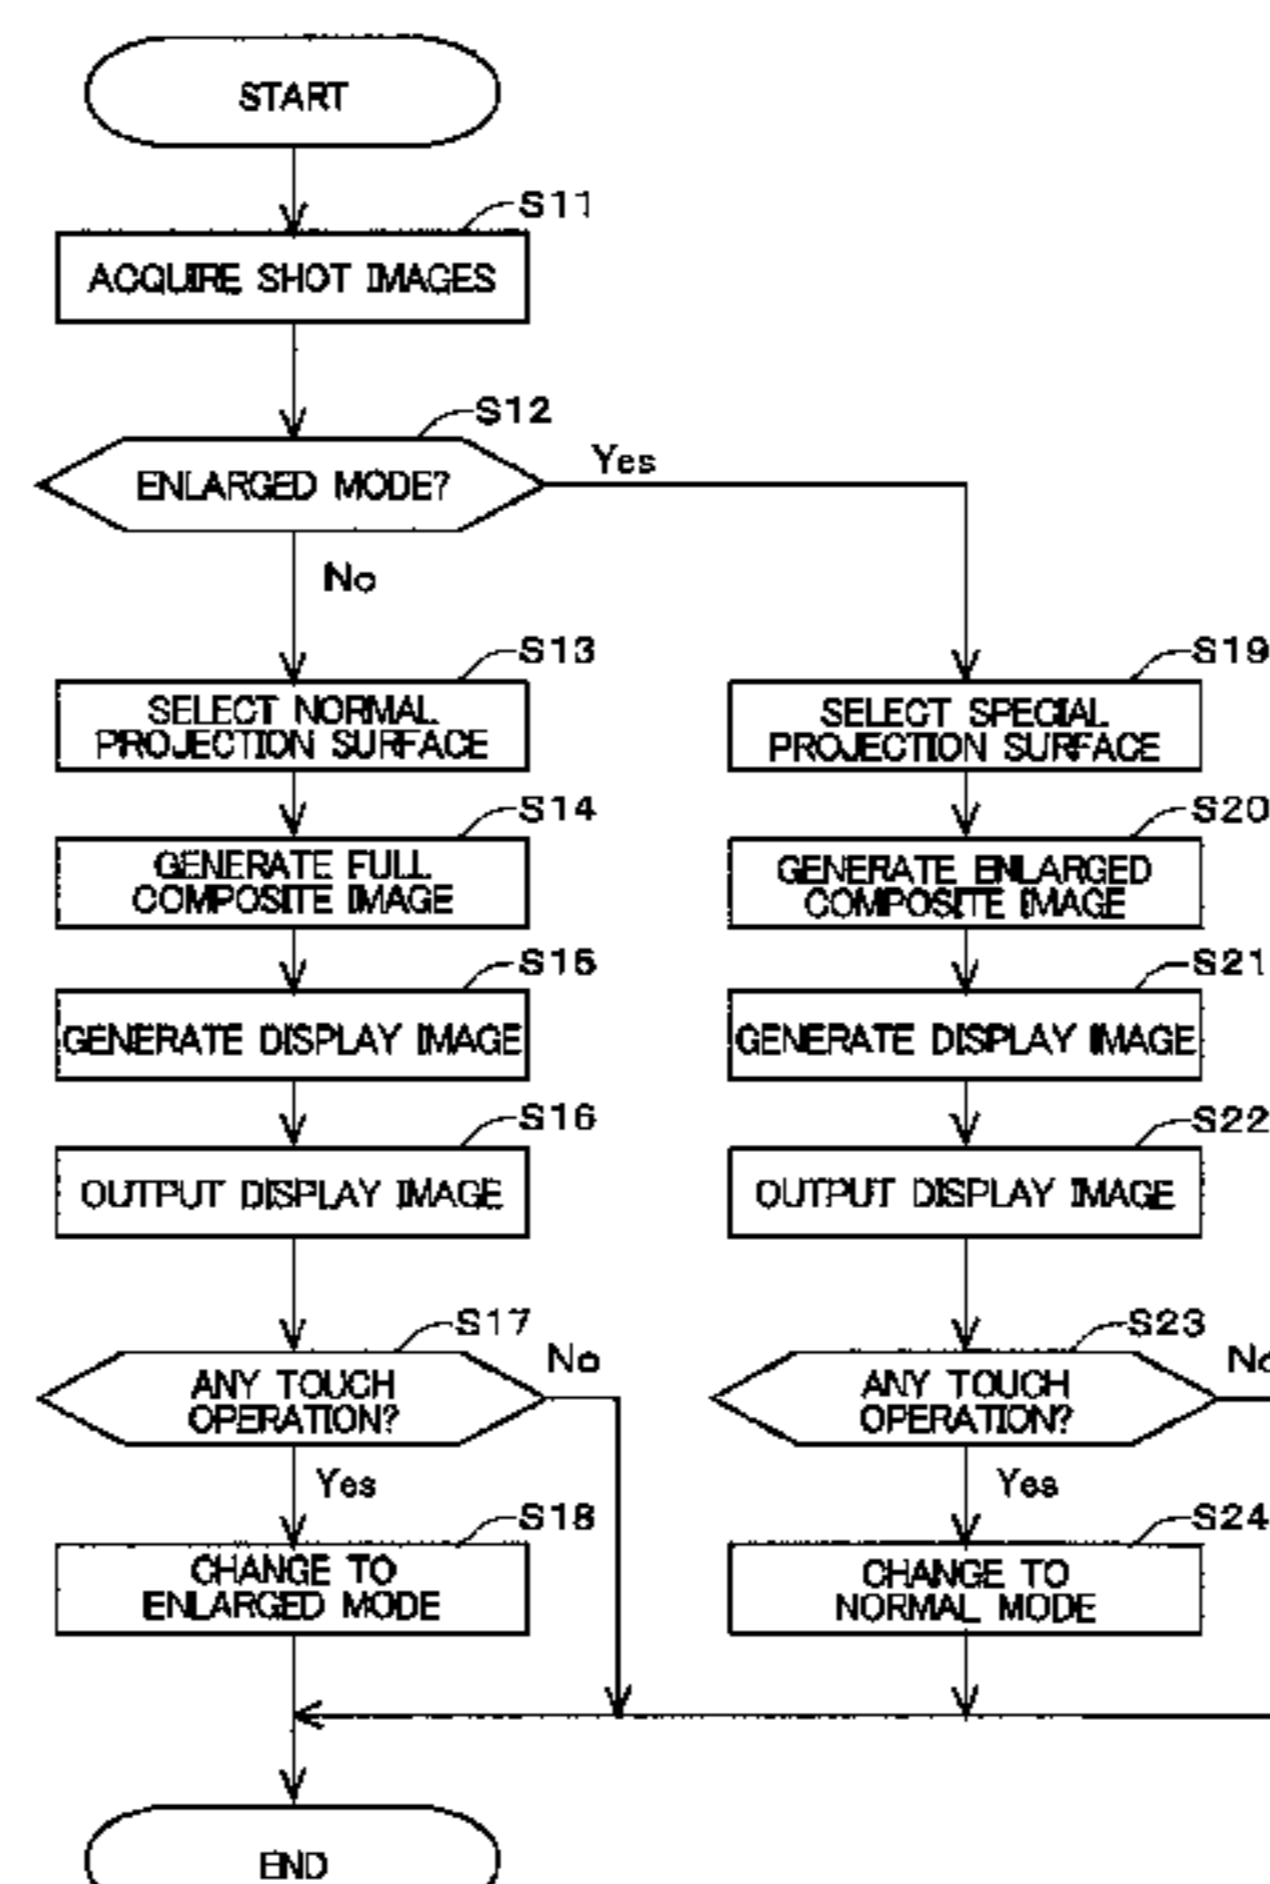 START
S11
ACQUIRE SHOT IMAGES
S12
ENLARGED MODE?
Yes
No
S13
SELECT NORMAL
PROJECTION SURFACE
S14
GENERATE FULL
COMPOSITE IMAGE
S15
GENERATE DISPLAY IMAGE
S16
OUTPUT DISPLAY IMAGE
S17
ANY TOUCH
OPERATION?
No
Yes
S18
CHANGE TO
ENLARGED MODE
S19
SELECT SPECIAL
PROJECTION SURFACE
S20
GENERATE ENLARGED
COMPOSITE IMAGE
S21
GENERATE DISPLAY IMAGE
S22
OUTPUT DISPLAY IMAGE
S23
ANY TOUCH
OPERATION?
No
Yes
S24
CHANGE TO
NORMAL MODE
END